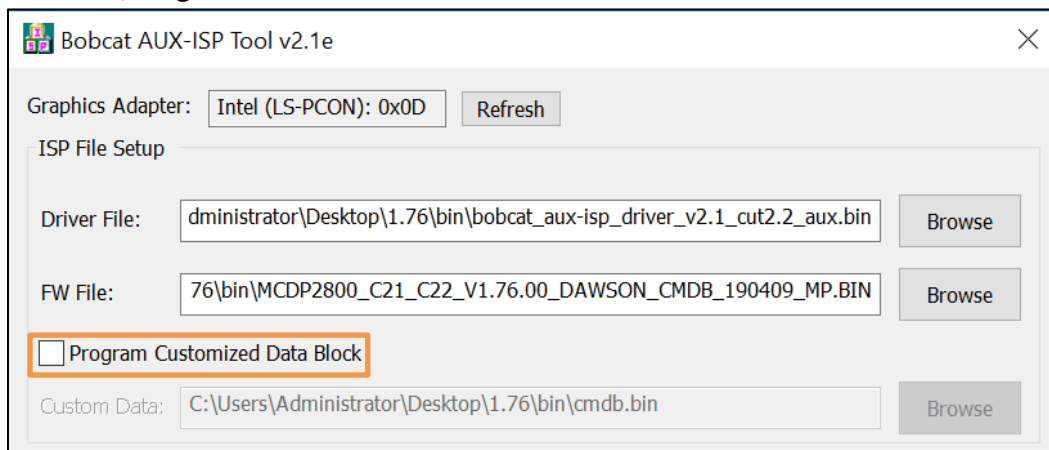 Bobcat AUX-ISP Tool v2.1e
Graphics Adapter: Intel (LS-PCON): 0x0D Refresh
ISP File Setup
Driver File: dministrator\Desktop\1.76\bin\bobcat_aux-isp_driver_v2.1_cut2.2_aux.bin Browse
FW File: 76\bin\MCDP2800_C21_C22_V1.76.00_DAWSON_CMDB_190409_MP.BIN Browse
Program Customized Data Block
Custom Data: C:\Users\Administrator\Desktop\1.76\bin\cmdb.bin Browse